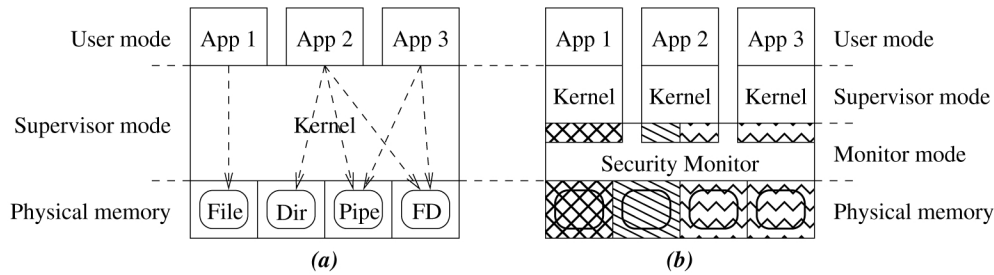 User mode App 1 App 2 App 3 App 1 App 2 App 3 User mode
Kernel Kernel Kernel Supervisor mode
Supervisor mode Kernel
Security Monitor Monitor mode
Physical memory File Dir Pipe FD Physical memory
(a) (b)